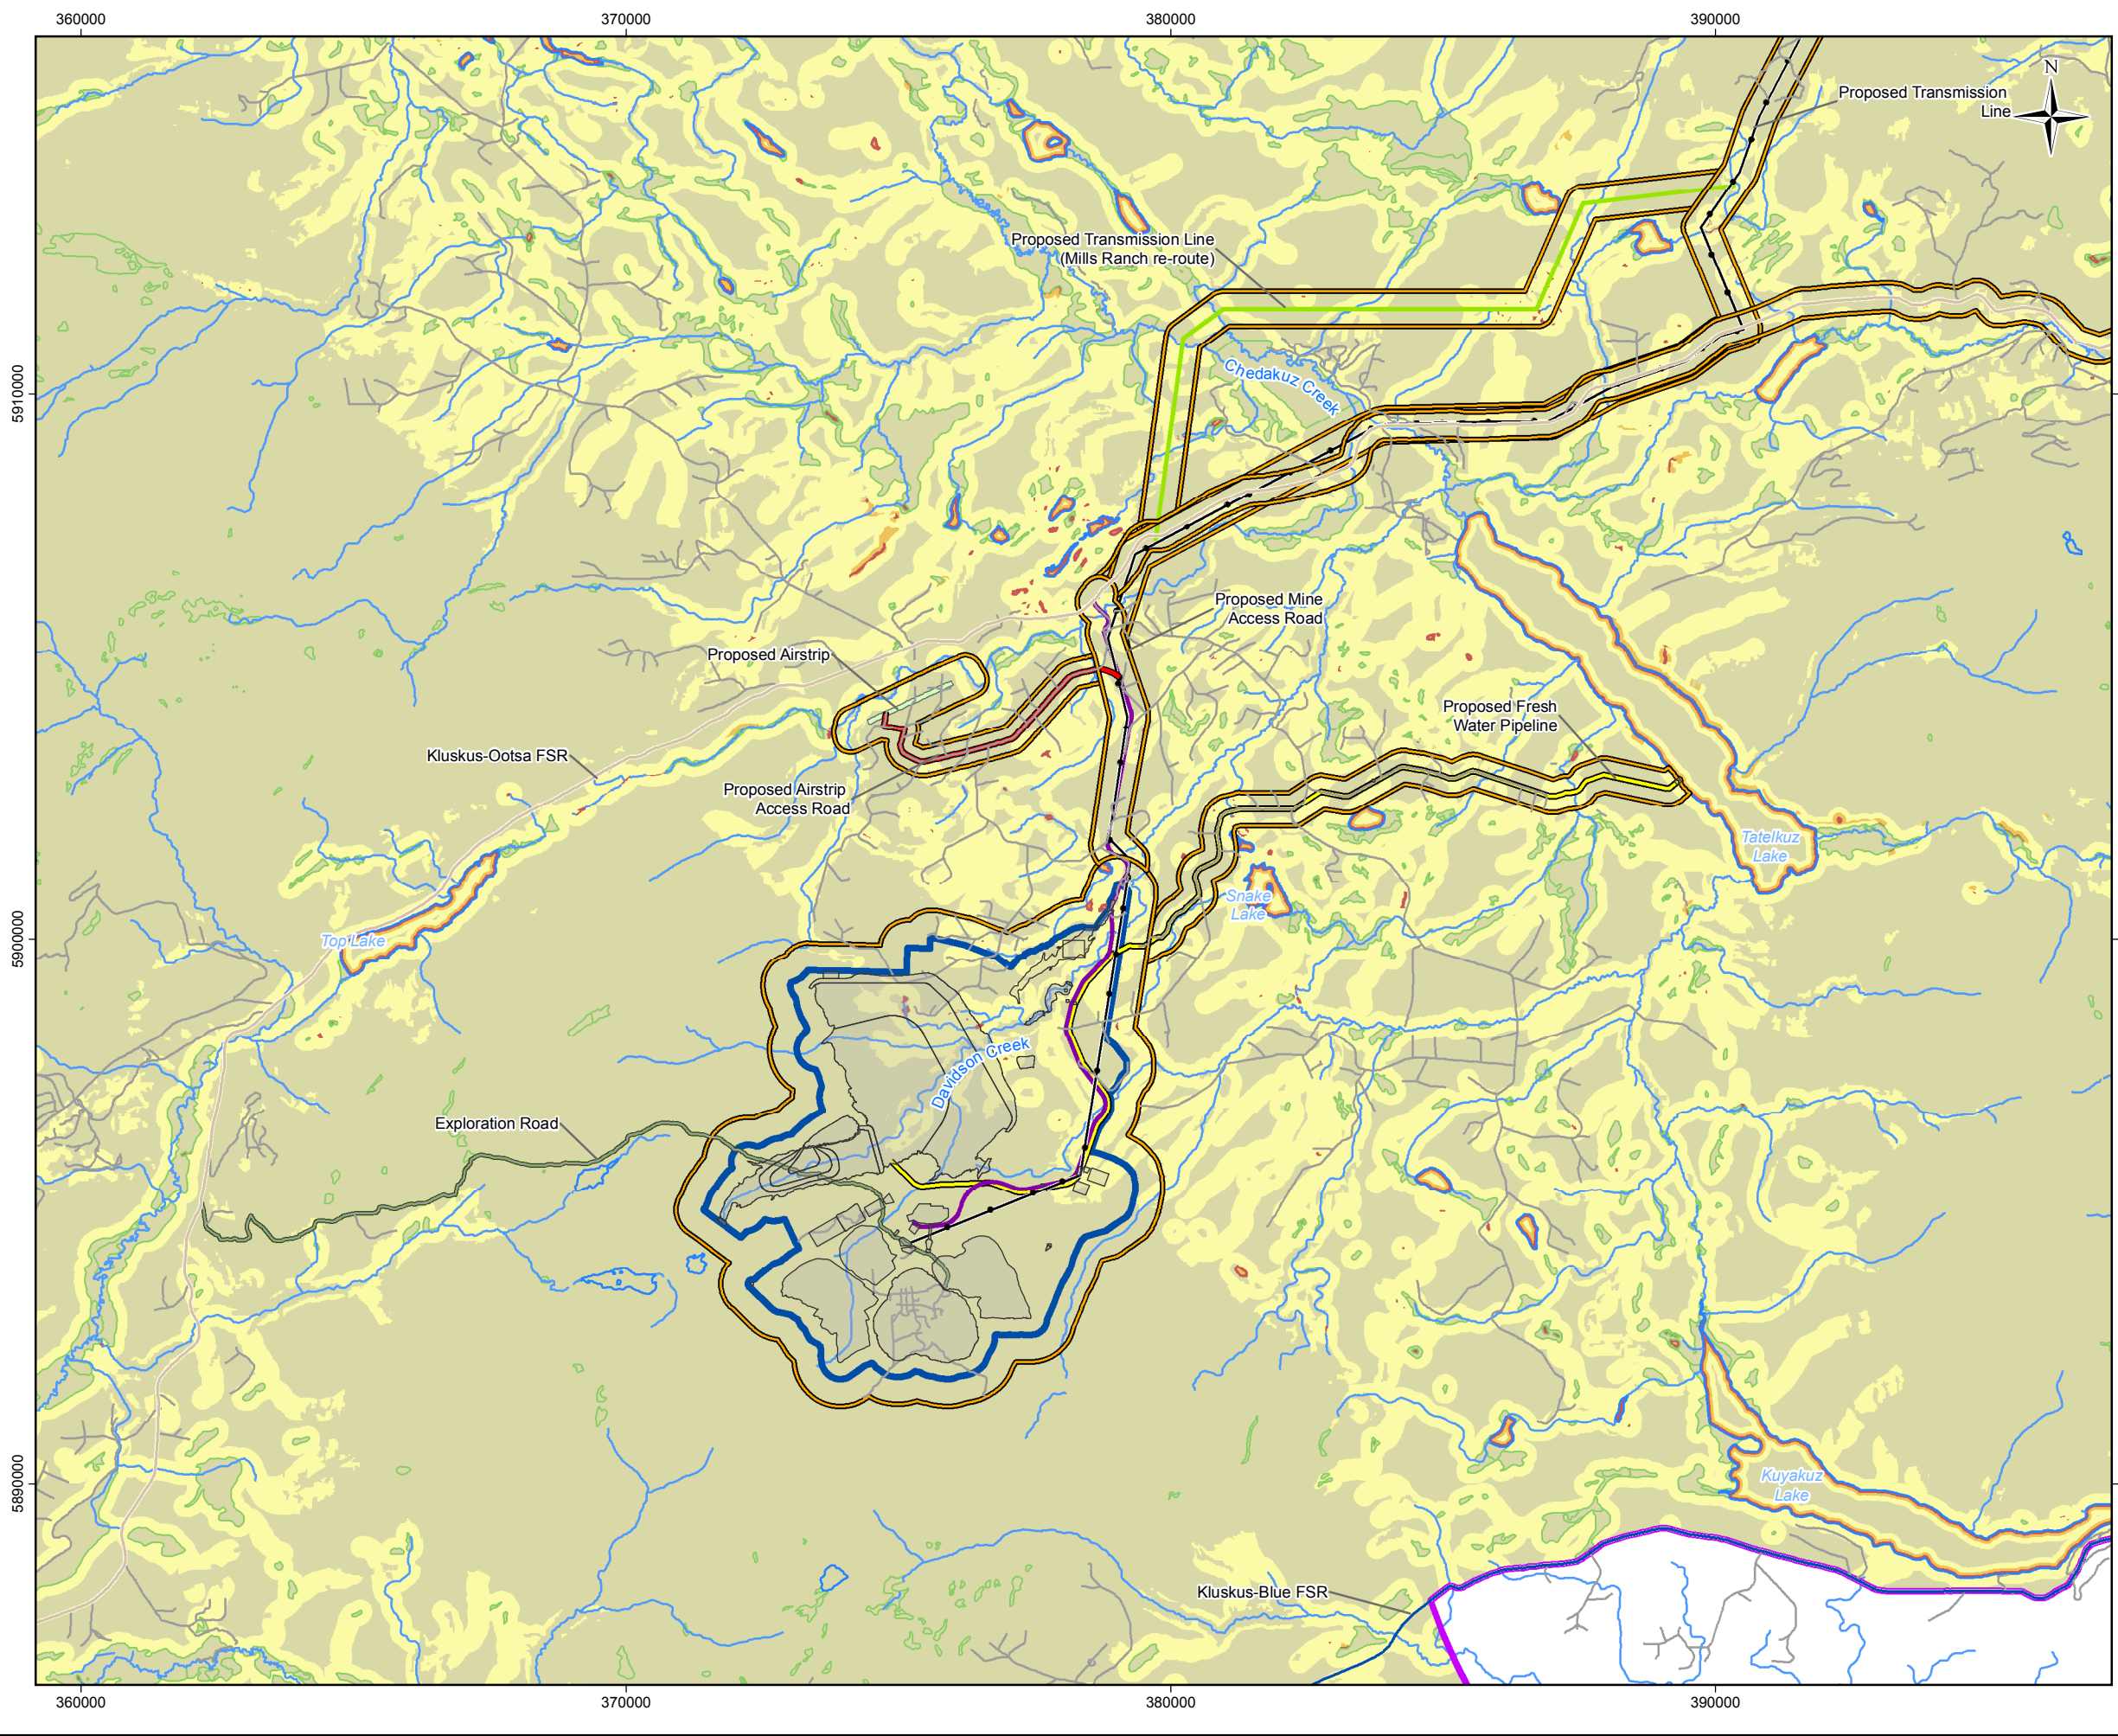 360000
370000
380000
390000
N
Proposed Transmission
Line
Proposed Transmission Line
(Mills Ranch re-route)
5910000
Chedakuz Creek
Proposed Mine
Access Road
Proposed Airstrip
Proposed Fresh
Water Pipeline
Kluskus-Ootsa FSR
Proposed Airstrip
Access Road
Tatelkuz
Lake
Snake
Lake
Top Lake
5900000
Davidson Creek
Exploration Road
Kuyakuz
Lake
5890000
Kluskus-Blue FSR
360000
370000
380000
390000